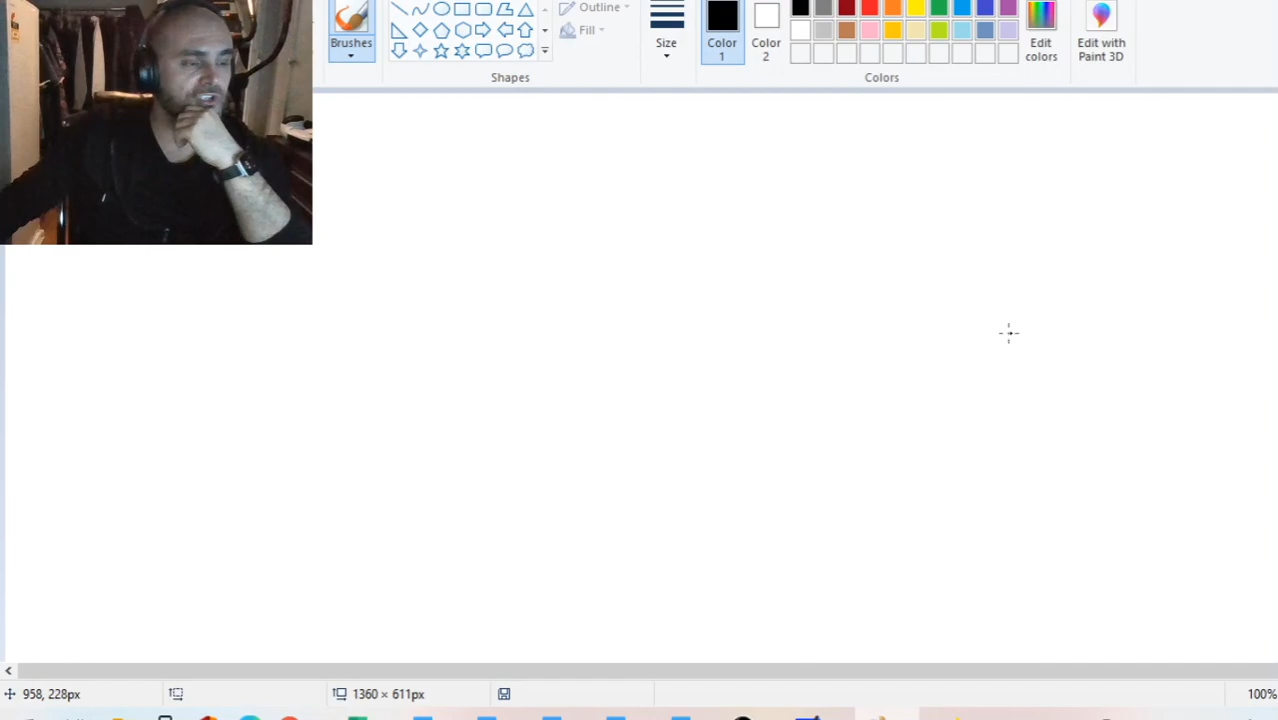 Outline
Fill
Brushes
Size
Color 1
Color 2
Edit colors
Edit with Paint 3D
Shapes
Colors
958, 228px
1360 × 611px
100%